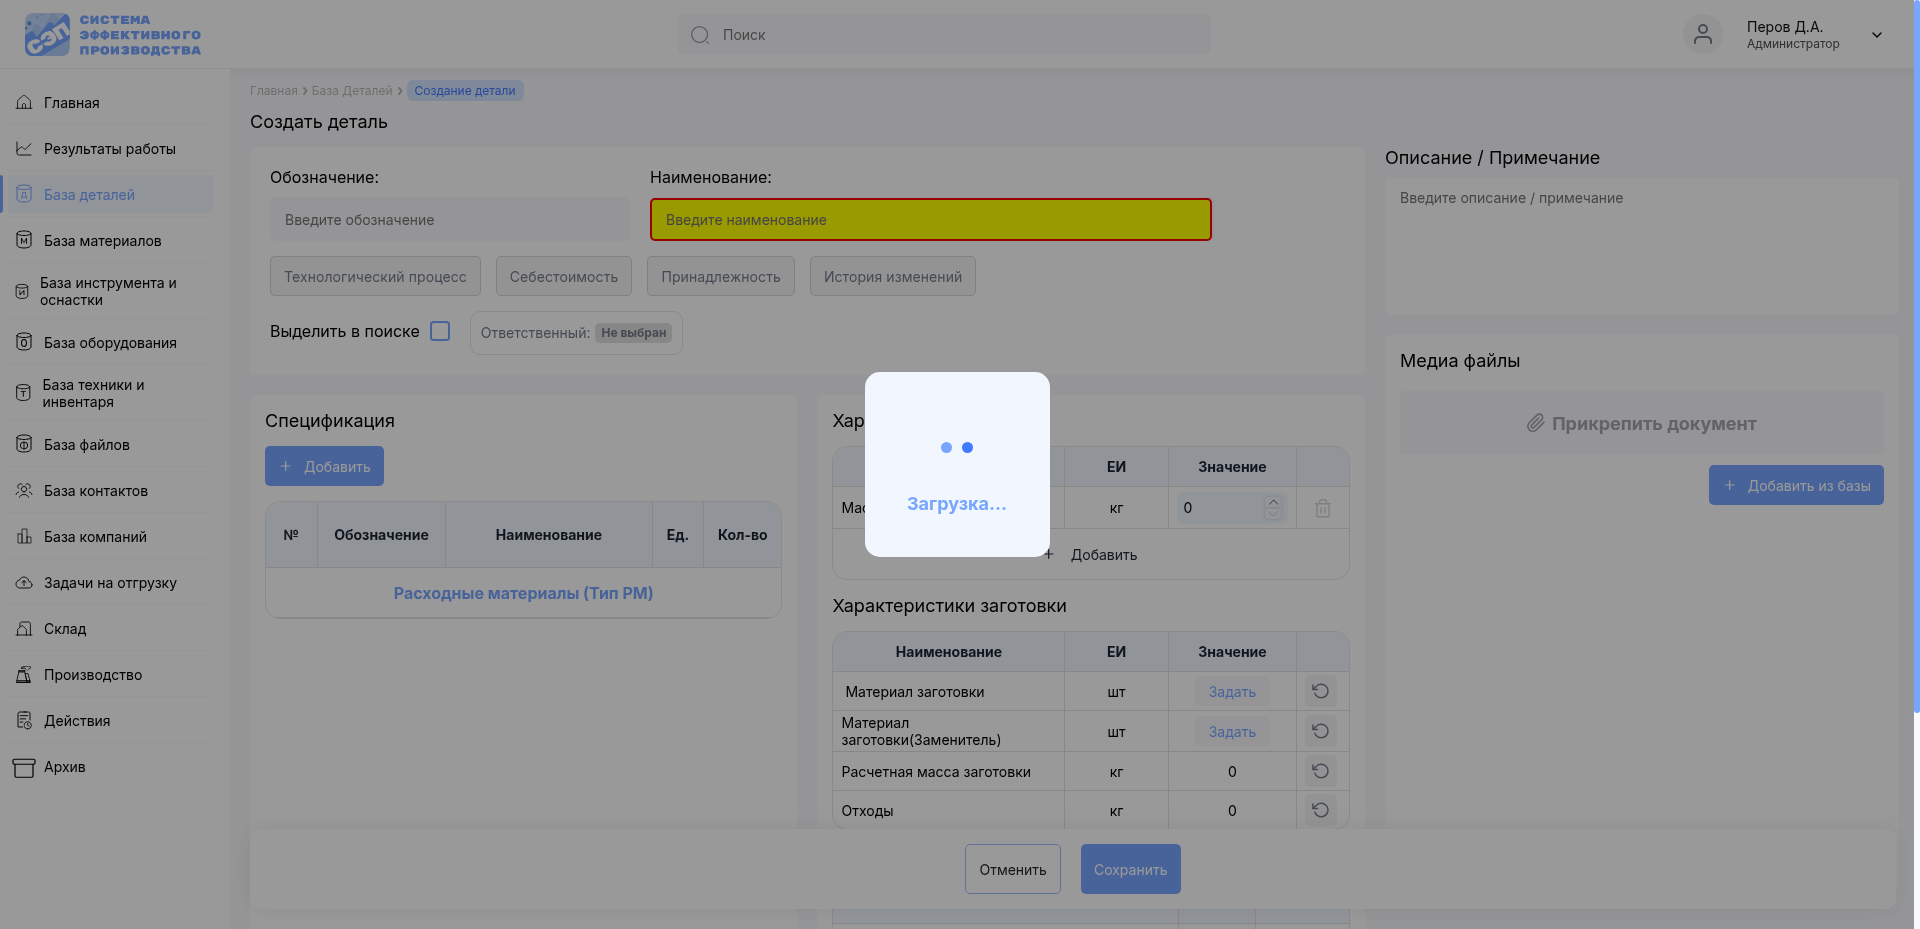 СИСТЕМА
ЭФФЕКТИВНОГО
ПРОИЗВОДСТВА
сэп
Поиск
Перов Д.А.
Администратор
Главная
Результаты работы
База деталей
База материалов
База инструмента и
оснастки
База оборудования
База техники и
инвентаря
База файлов
База контактов
База компаний
Задачи на отгрузку
Склад
Производство
Действия
Архив
Главная › База Деталей › Создание детали
Создать деталь
Обозначение:
Введите обозначение
Наименование:
Введите наименование
Технологический процесс
Себестоимость
Принадлежность
История изменений
Выделить в поиске
Ответственный: Не выбран
Описание / Примечание
Введите описание / примечание
Медиа файлы
Прикрепить документ
+ Добавить из базы
Спецификация
+ Добавить
№ Обозначение Наименование Ед. Кол-во
Расходные материалы (Тип РМ)
ЕИ Значение
кг 0
+ Добавить
Загрузка...
Характеристики заготовки
Наименование ЕИ Значение
Материал заготовки шт Задать
Материал
заготовки(Заменитель) шт Задать
Расчетная масса заготовки кг 0
Отходы кг 0
Отменить
Сохранить